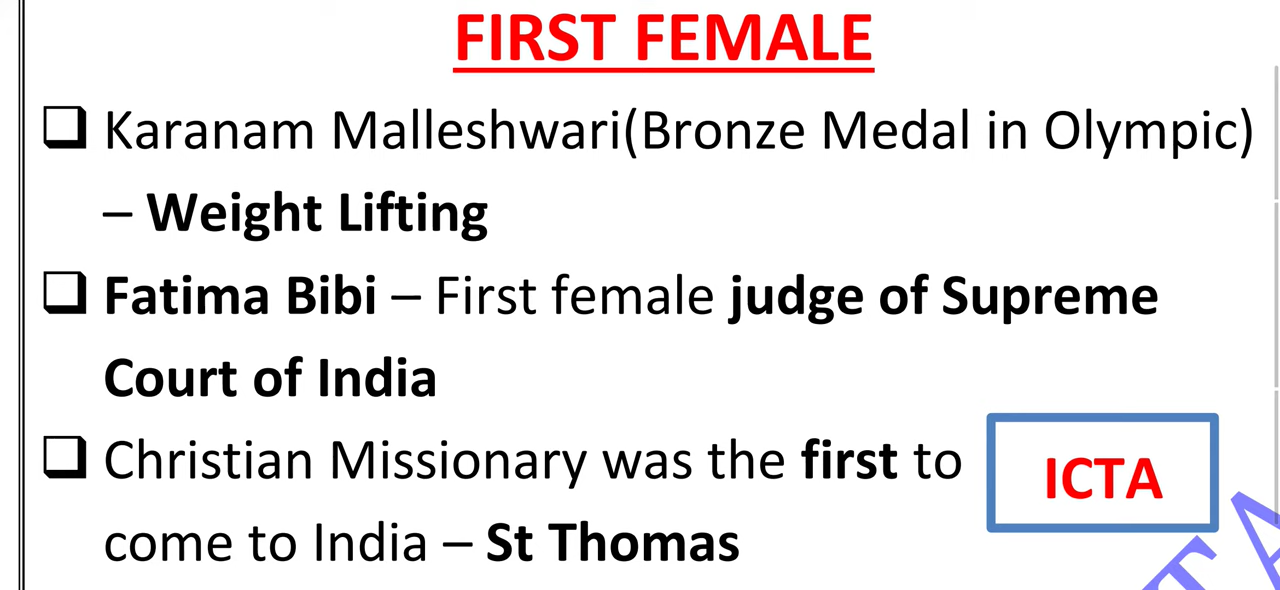 FIRST FEMALE
❑ Karanam Malleshwari(Bronze Medal in Olympic)
– Weight Lifting
❑ Fatima Bibi – First female judge of Supreme
Court of India
❑ Christian Missionary was the first to
come to India – St Thomas
ICTA
TA